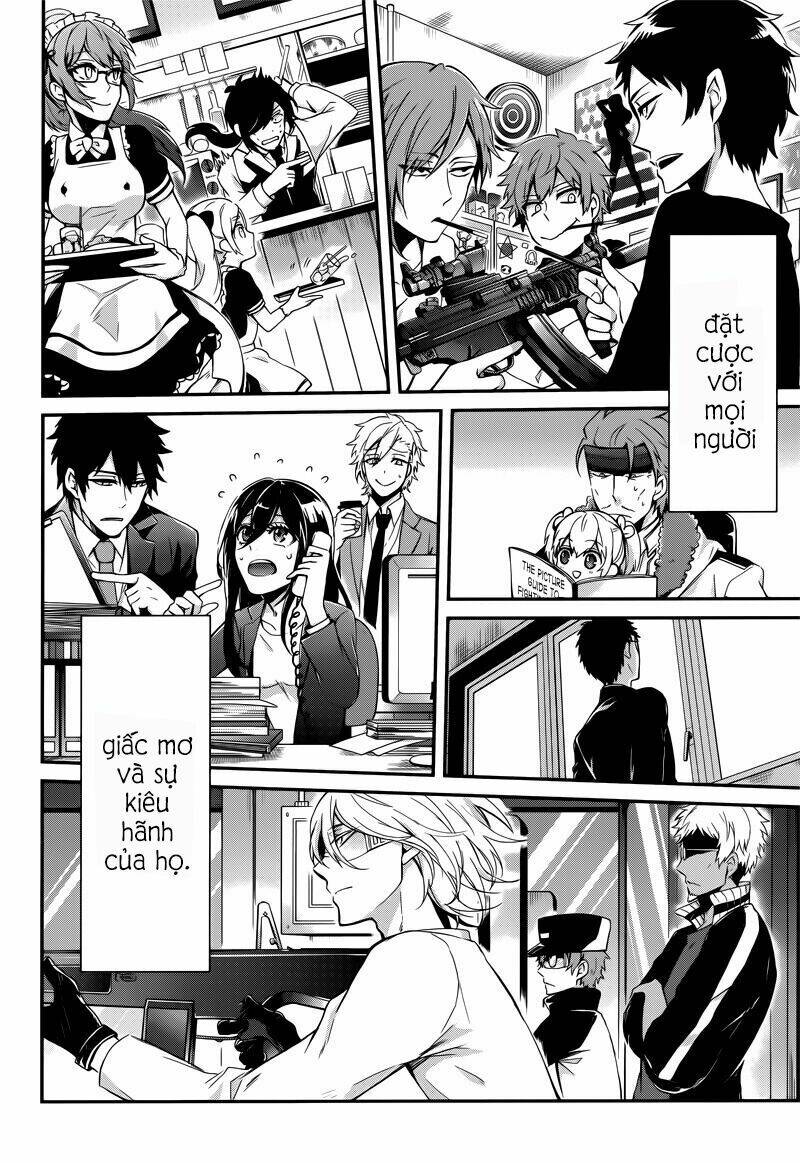 đặt
cược
với
mọi
người
THE PICTURE
GUIDE TO
giấc mơ
và sự
kiêu
hãnh
của họ.